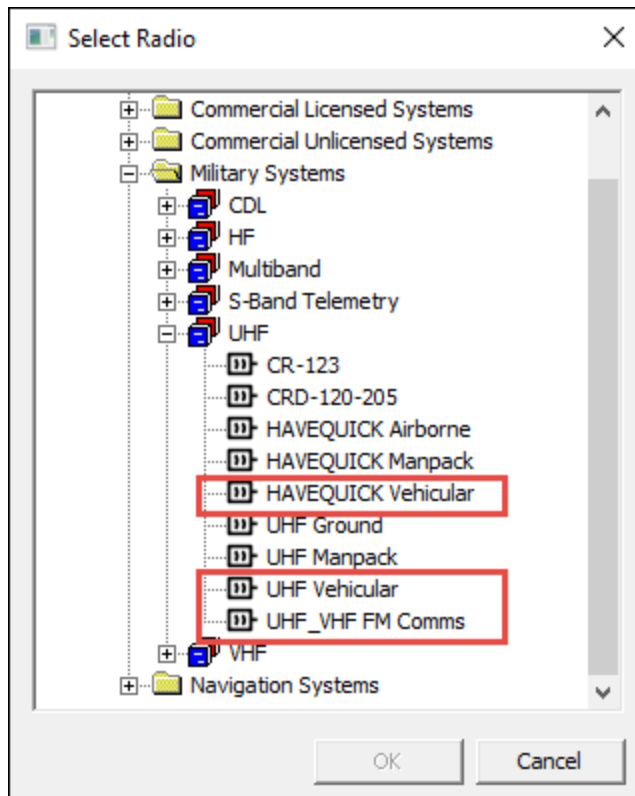 Select Radio
Commercial Licensed Systems
Commercial Unlicensed Systems
Military Systems
CDL
HF
Multiband
S-Band Telemetry
UHF
CR-123
CRD-120-205
HAVEQUICK Airborne
HAVEQUICK Manpack
HAVEQUICK Vehicular
UHF Ground
UHF Manpack
UHF Vehicular
UHF_VHF FM Comms
VHF
Navigation Systems
OK
Cancel